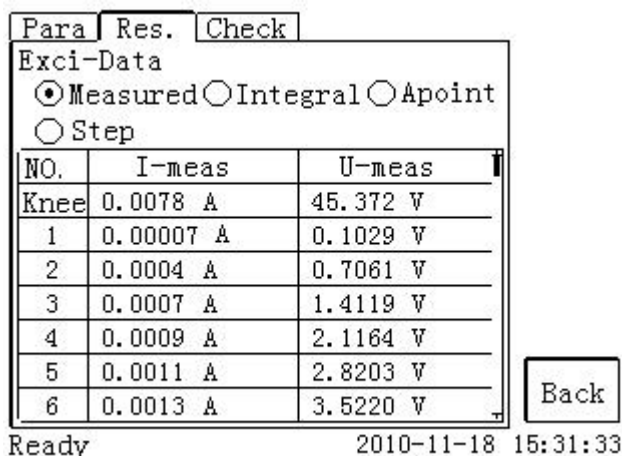 Para Res. Check
Exci-Data
Measured Integral Apoint
Step
NO. I-meas U-meas
Knee 0.0078 A 45.372 V
1 0.00007 A 0.1029 V
2 0.0004 A 0.7061 V
3 0.0007 A 1.4119 V
4 0.0009 A 2.1164 V
5 0.0011 A 2.8203 V
6 0.0013 A 3.5220 V
Back
Ready 2010-11-18 15:31:33